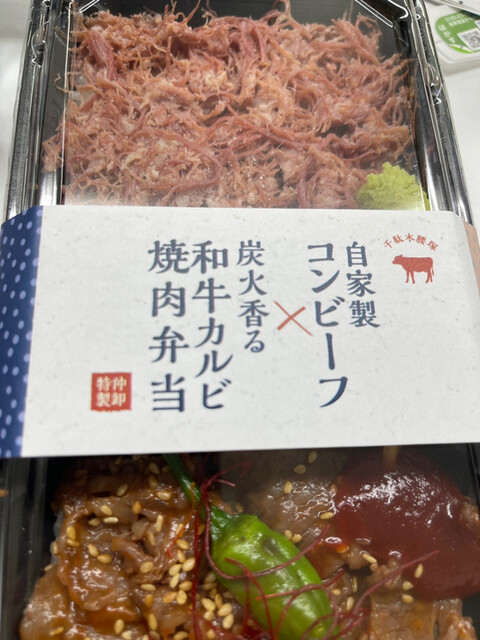 千駄木腰塚
自家製
コンビーフ
×
炭火香る
和牛カルビ
焼肉弁当
仲卸
特製